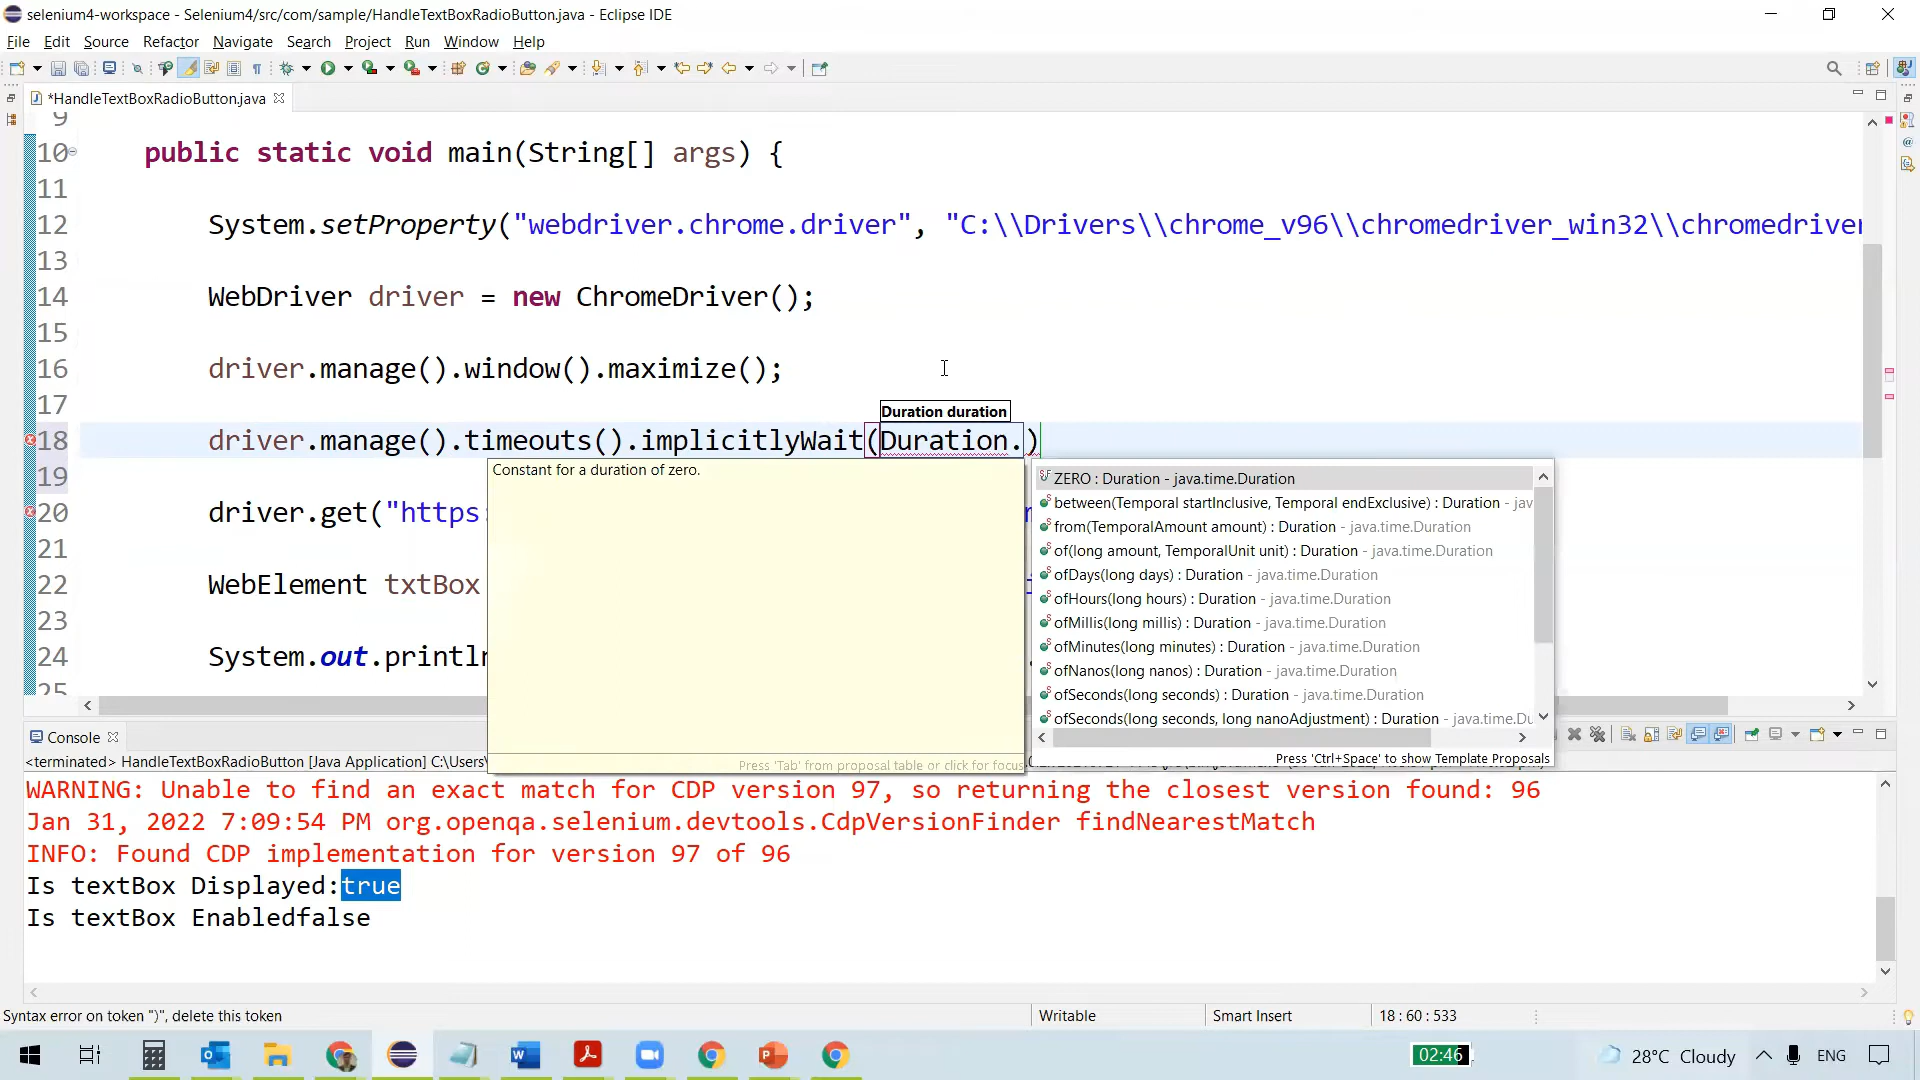 selenium4-workspace - Selenium4/src/com/sample/HandleTextBoxRadioButton.java - Eclipse IDE
File Edit Source Refactor Navigate Search Project Run Window Help
*HandleTextBoxRadioButton.java
9
10 public static void main(String[] args) {
11
12 System.setProperty("webdriver.chrome.driver", "C:\\Drivers\\chrome_v96\\chromedriver_win32\\chromedriver
13
14 WebDriver driver = new ChromeDriver();
15
16 driver.manage().window().maximize();
17
Duration duration
18 driver.manage().timeouts().implicitlyWait(Duration.)
19
Constant for a duration of zero.
ZERO : Duration - java.time.Duration
between(Temporal startInclusive, Temporal endExclusive) : Duration - jav
20 driver.get("https:
from(TemporalAmount amount) : Duration - java.time.Duration
21
of(long amount, TemporalUnit unit) : Duration - java.time.Duration
ofDays(long days) : Duration - java.time.Duration
22 WebElement txtBox
ofHours(long hours) : Duration - java.time.Duration
23
ofMillis(long millis) : Duration - java.time.Duration
ofMinutes(long minutes) : Duration - java.time.Duration
24 System.out.println
ofNanos(long nanos) : Duration - java.time.Duration
25
ofSeconds(long seconds) : Duration - java.time.Duration
ofSeconds(long seconds, long nanoAdjustment) : Duration - java.time.Du
Press 'Tab' from proposal table or click for focus
Press 'Ctrl+Space' to show Template Proposals
Console
<terminated> HandleTextBoxRadioButton [Java Application] C:\Users\
WARNING: Unable to find an exact match for CDP version 97, so returning the closest version found: 96
Jan 31, 2022 7:09:54 PM org.openqa.selenium.devtools.CdpVersionFinder findNearestMatch
INFO: Found CDP implementation for version 97 of 96
Is textBox Displayed:true
Is textBox Enabledfalse
Syntax error on token ")", delete this token
Writable
Smart Insert
18 : 60 : 533
02:46
28°C Cloudy
ENG